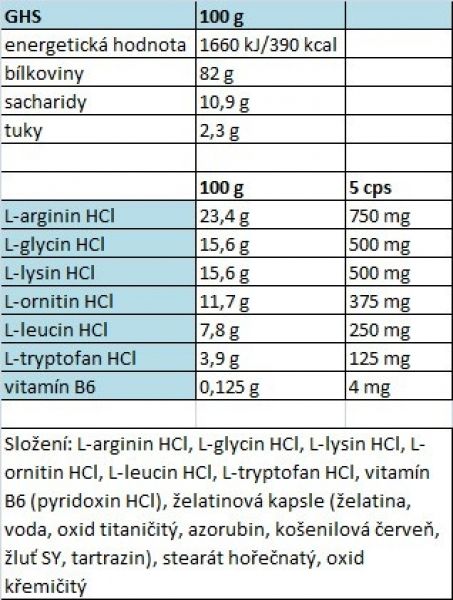 GHS 100 g
energetická hodnota 1660 kJ/390 kcal
bílkoviny 82 g
sacharidy 10,9 g
tuky 2,3 g
100 g 5 cps
L-arginin HCl 23,4 g 750 mg
L-glycin HCl 15,6 g 500 mg
L-lysin HCl 15,6 g 500 mg
L-ornitin HCl 11,7 g 375 mg
L-leucin HCl 7,8 g 250 mg
L-tryptofan HCl 3,9 g 125 mg
vitamín B6 0,125 g 4 mg
Složení: L-arginin HCl, L-glycin HCl, L-lysin HCl, L-
ornitin HCl, L-leucin HCl, L-tryptofan HCl, vitamín
B6 (pyridoxin HCl), želatinová kapsle (želatina,
voda, oxid titaničitý, azorubin, košenilová červeň,
žluť SY, tartrazin), stearát hořečnatý, oxid
křemičitý